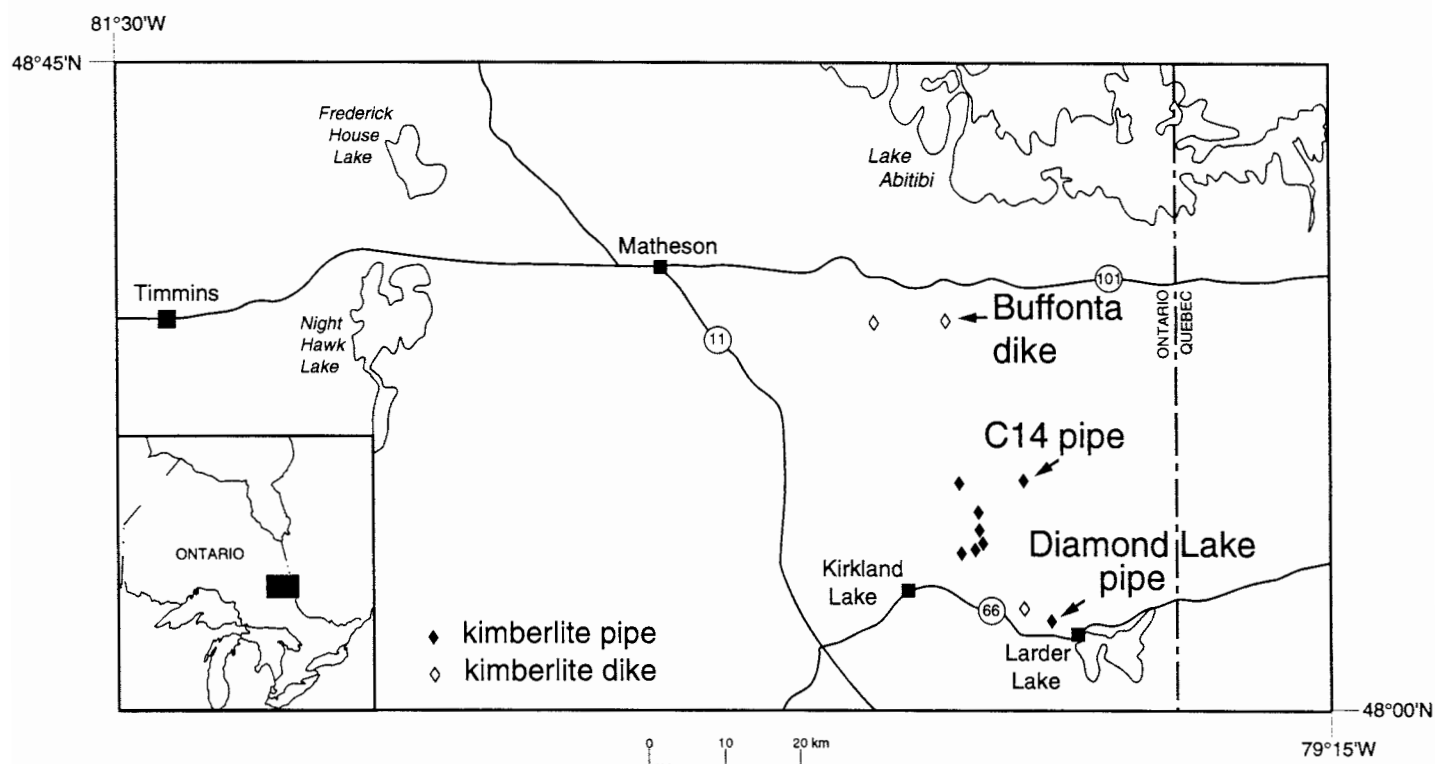 81°30'W
48°45'N
Frederick
House
Lake
Lake
Abitibi
Matheson
Timmins
101
Night
Hawk
Lake
11
Buffonta
dike
ONTARIO
QUEBEC
C14 pipe
ONTARIO
Diamond Lake
pipe
Kirkland
Lake
66
kimberlite pipe
kimberlite dike
Larder
Lake
48°00'N
0 10 20 km
79°15'W